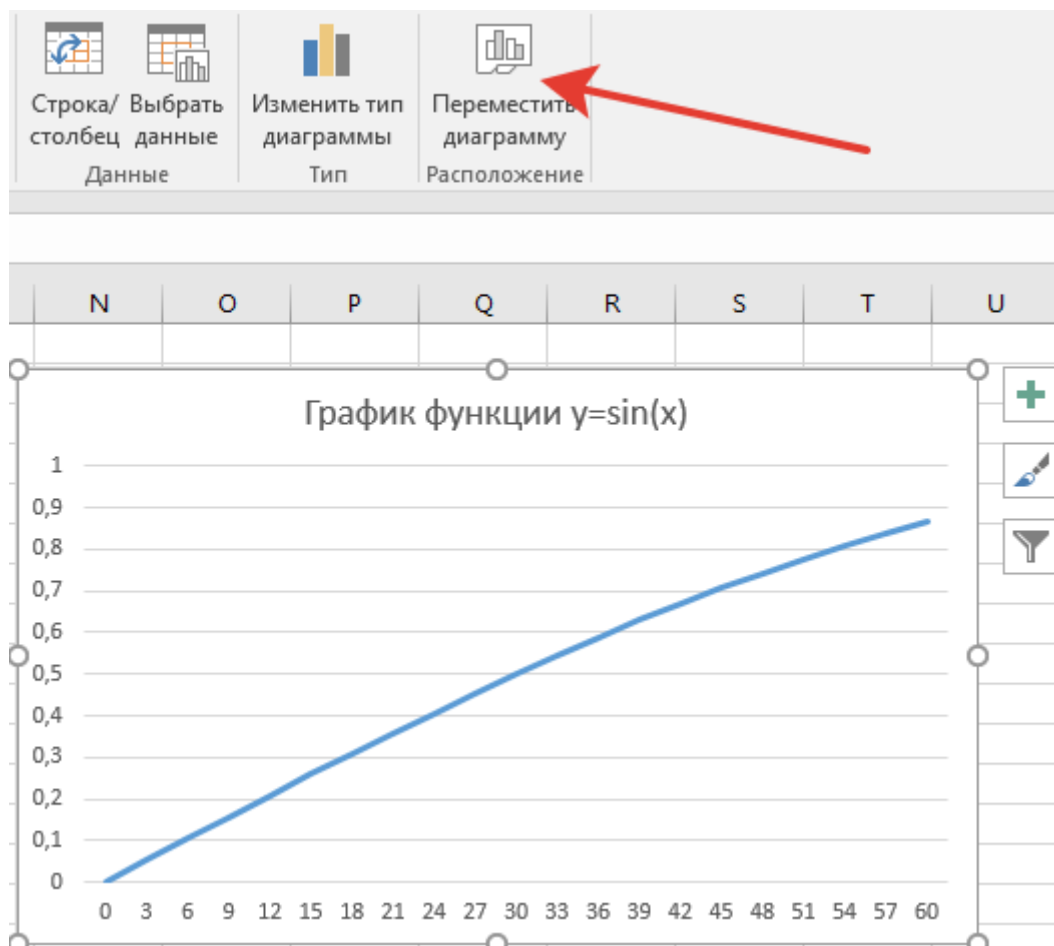 Строка/ Выбрать Изменить тип Переместить
столбец данные диаграммы диаграмму
Данные Тип Расположение
N O P Q R S T U
График функции y=sin(x)
1
0,9
0,8
0,7
0,6
0,5
0,4
0,3
0,2
0,1
0
0 3 6 9 12 15 18 21 24 27 30 33 36 39 42 45 48 51 54 57 60